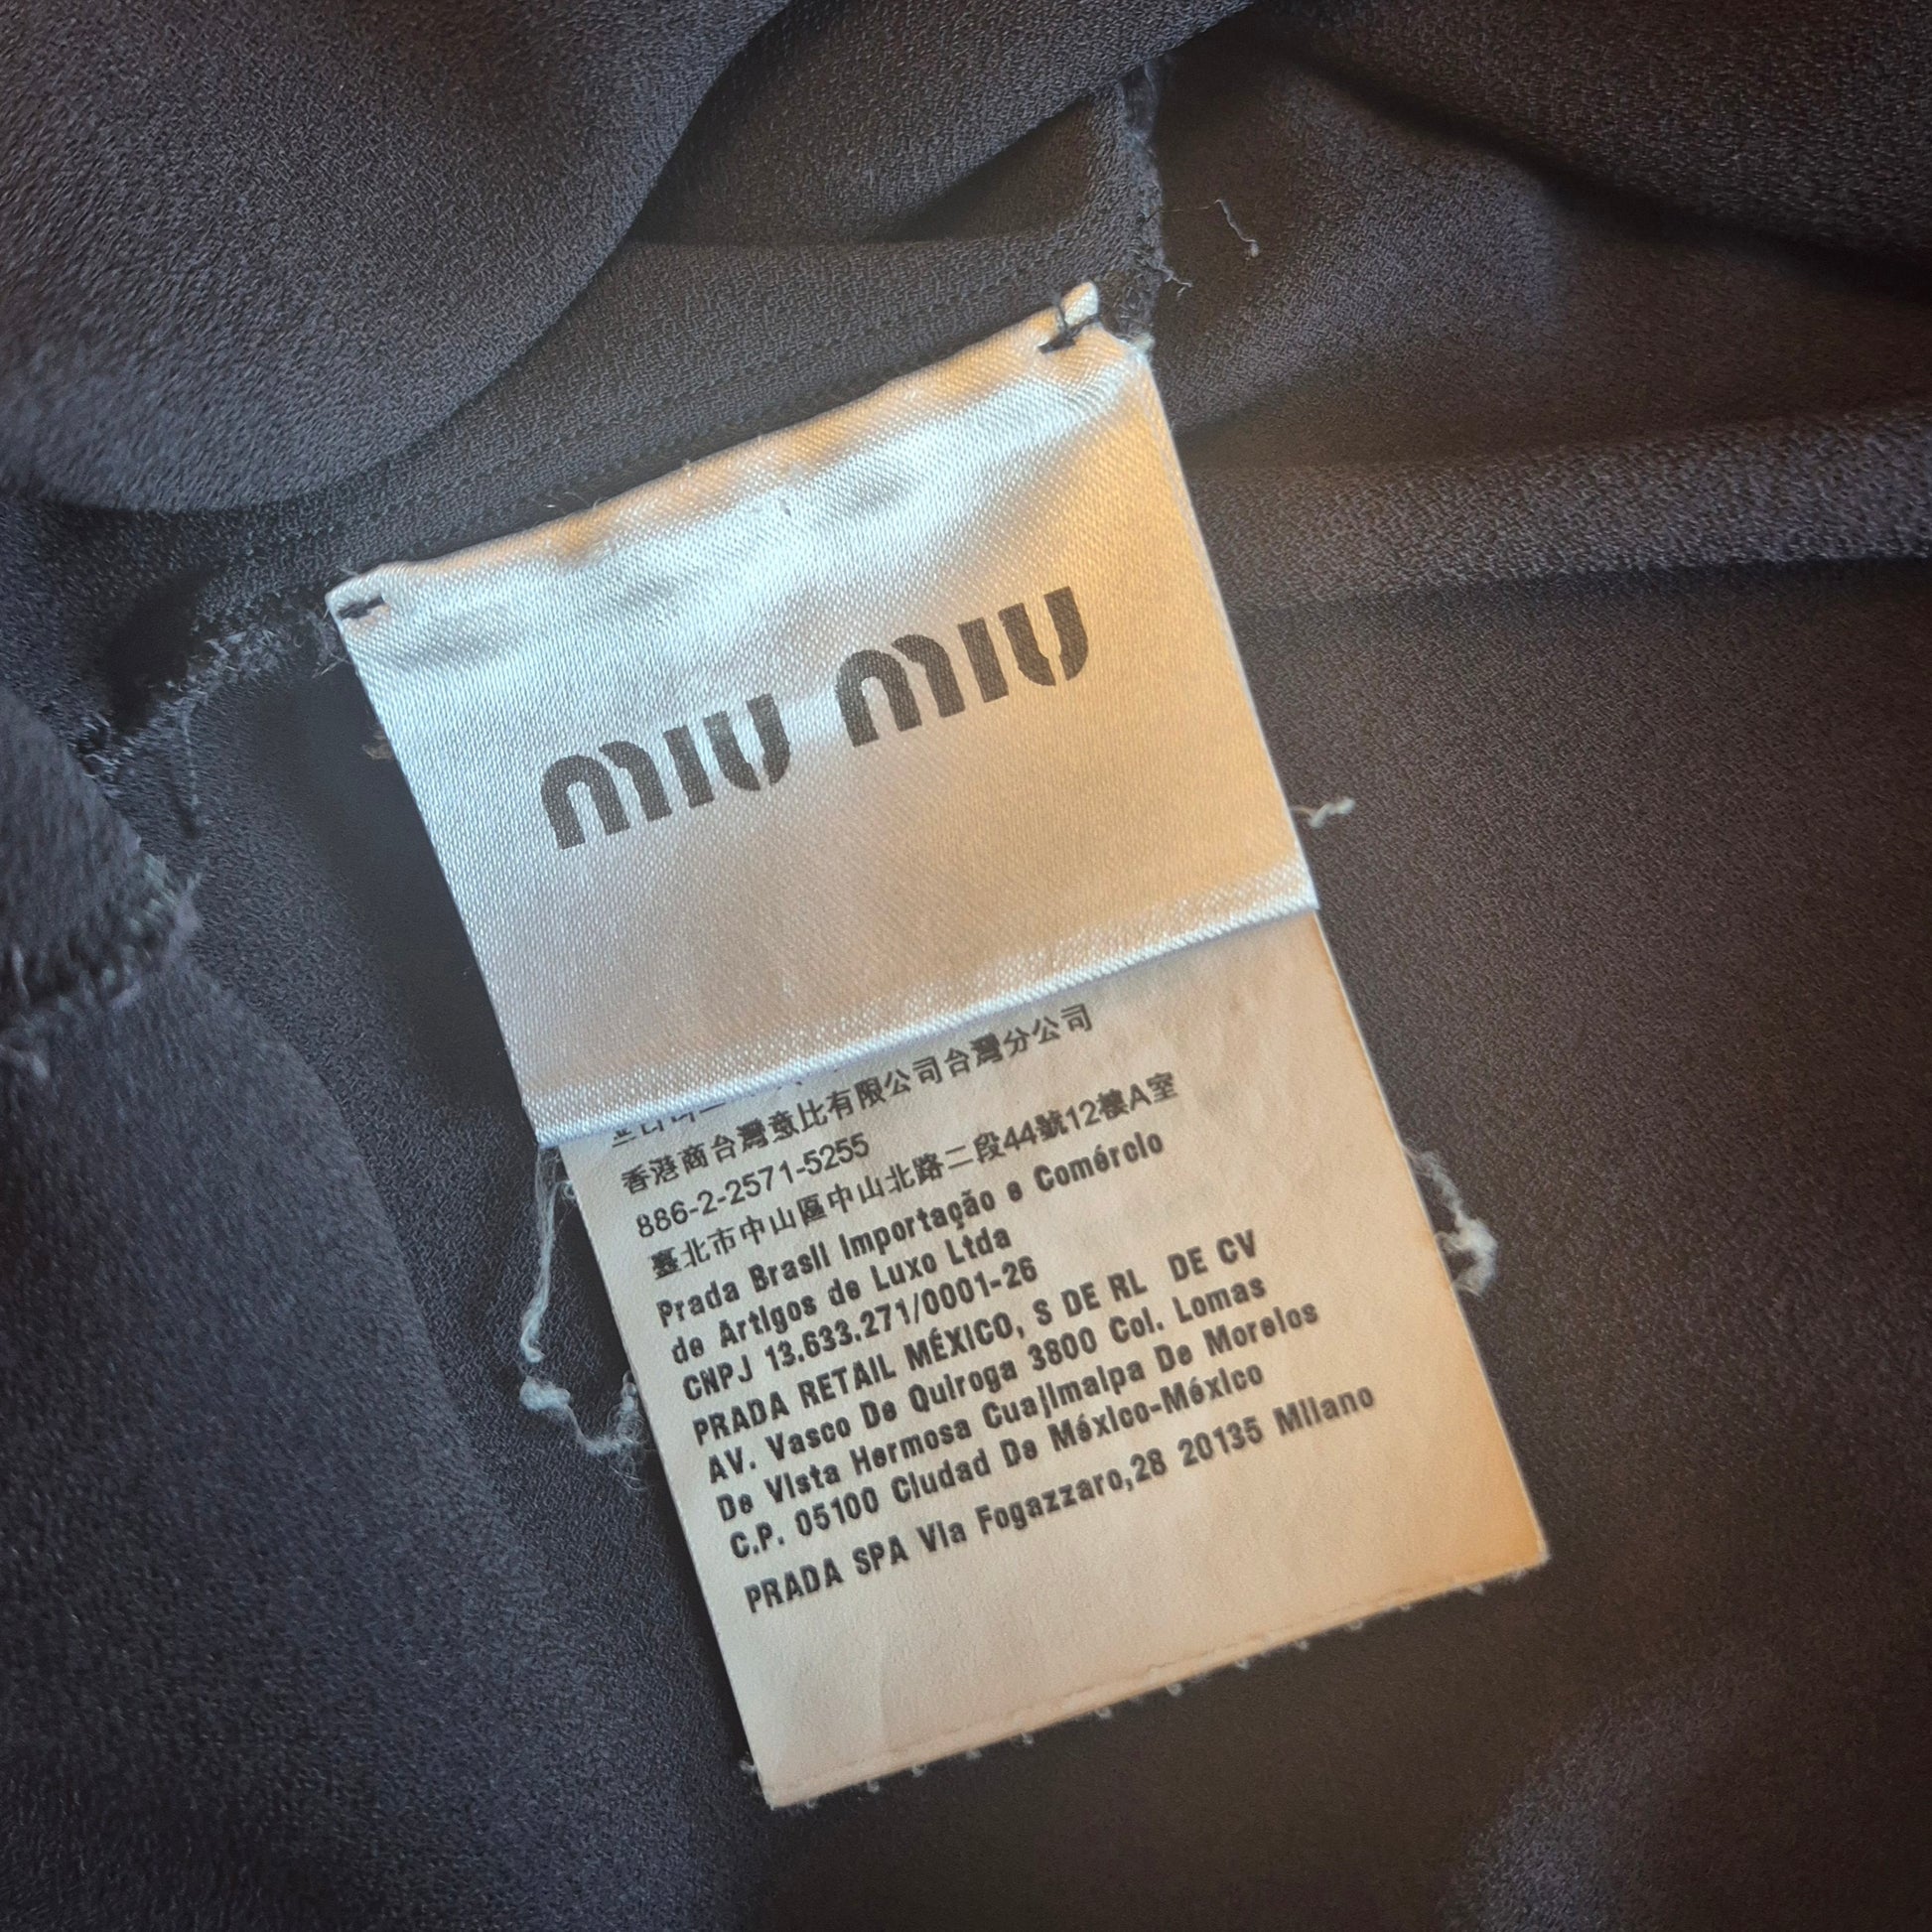 MIU MIU
香港商台灣意比有限公司台灣分公司
886-2-2571-5255
臺北市中山區中山北路二段44號12樓A室
Prada Brasil Importação e Comércio
de Artigos de Luxo Ltda
CNPJ 13.633.271/0001-26
PRADA RETAIL MÉXICO, S DE RL DE CV
AV. Vasco De Quiroga 3800 Col. Lomas
De Vista Hermosa Cuajimalpa De Morelos
C.P. 05100 Ciudad De México-México
PRADA SPA Via Fogazzaro,28 20135 Milano